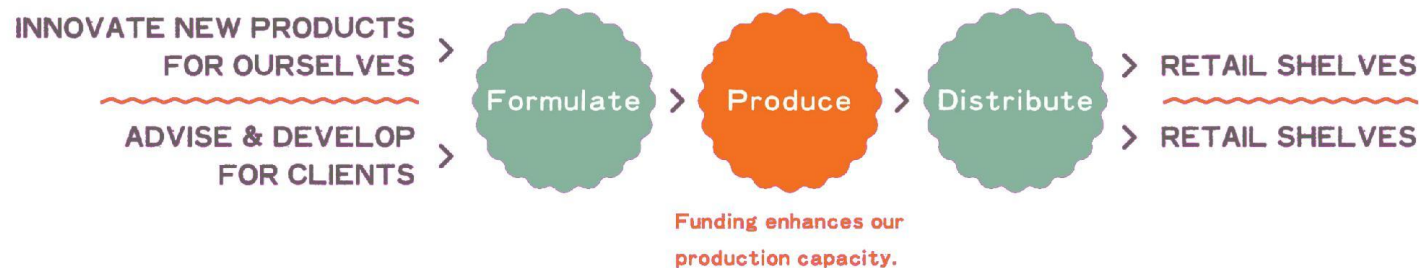 INNOVATE NEW PRODUCTS
FOR OURSELVES
ADVISE & DEVELOP
FOR CLIENTS
Formulate
Produce
Distribute
RETAIL SHELVES
RETAIL SHELVES
Funding enhances our
production capacity.